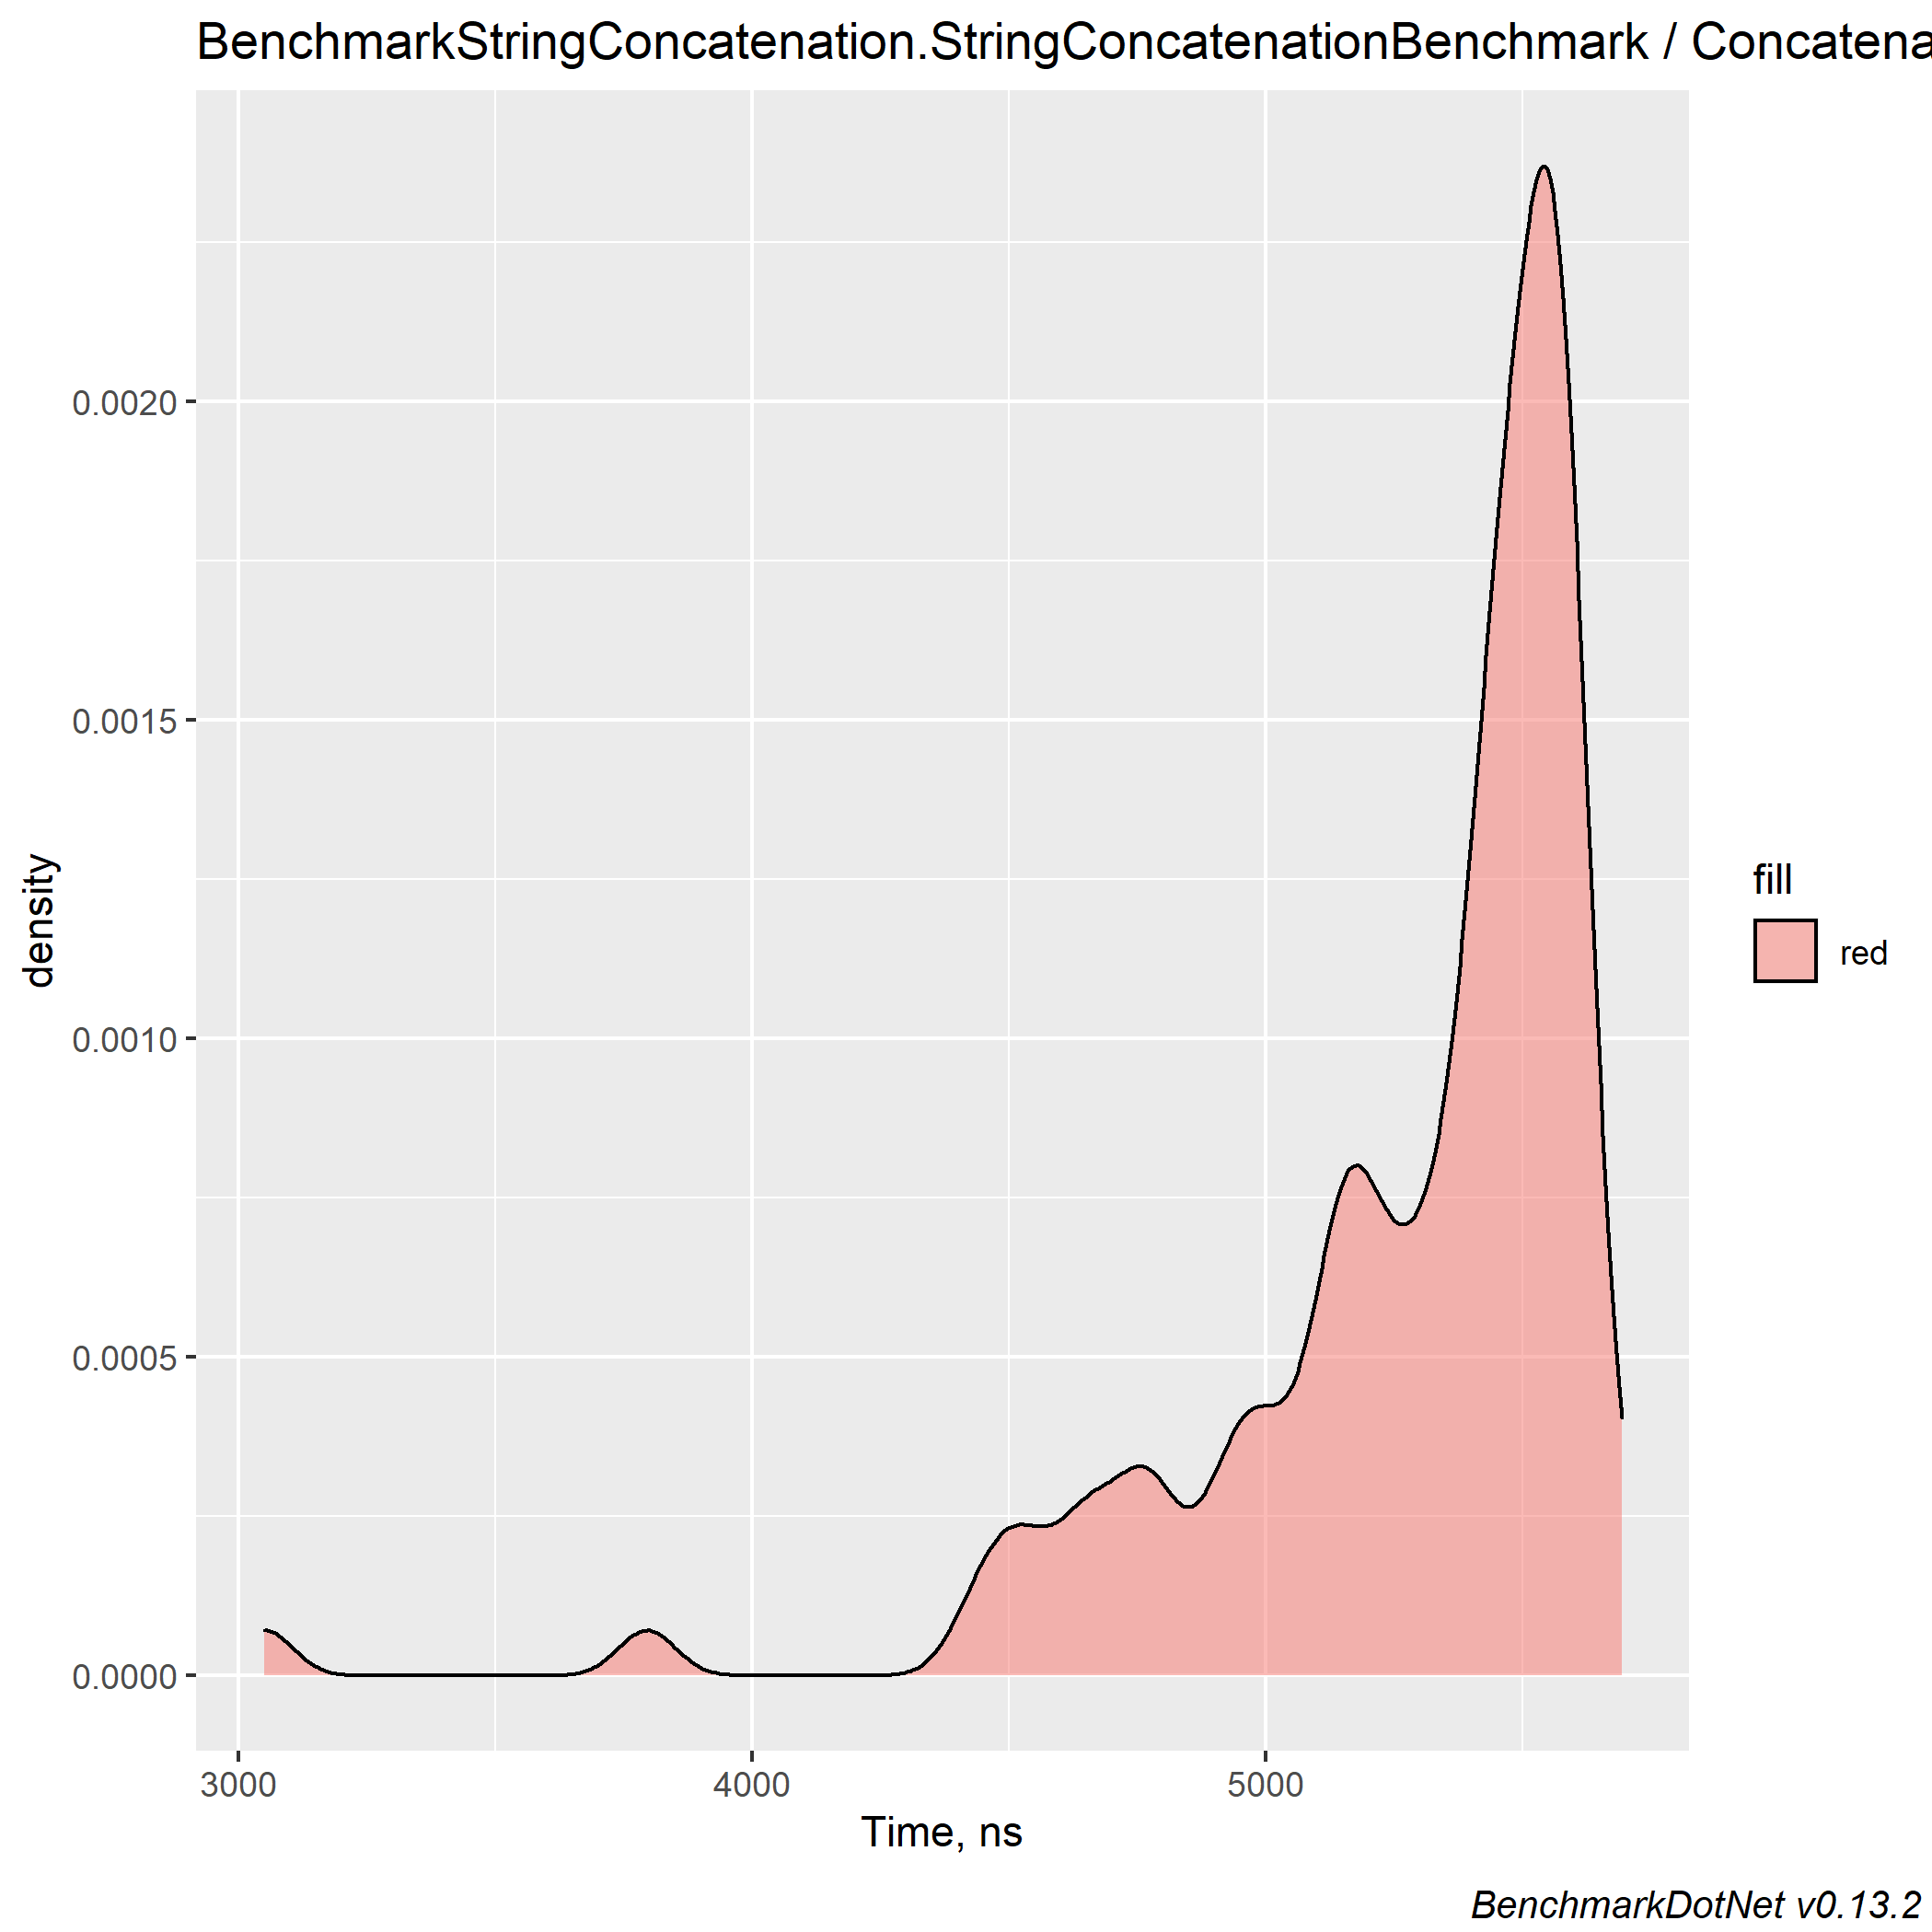 BenchmarkStringConcatenation.StringConcatenationBenchmark / Concatena
0.0020
0.0015
0.0010
0.0005
0.0000
density
3000 4000 5000
Time, ns
fill
red
BenchmarkDotNet v0.13.2